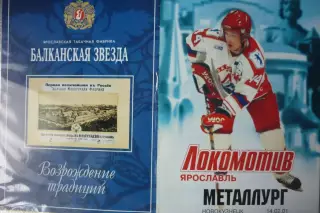 ЯРОСЛАВСКАЯ ТАБАЧНАЯ ФАБРИКА
БАЛКАНСКАЯ ЗВЕЗДА
Возрождение
традиций
ЛОКОМОТИВ
ЯРОСЛАВЛЬ
МЕТАЛЛУРГ
НОВОКУЗНЕЦК